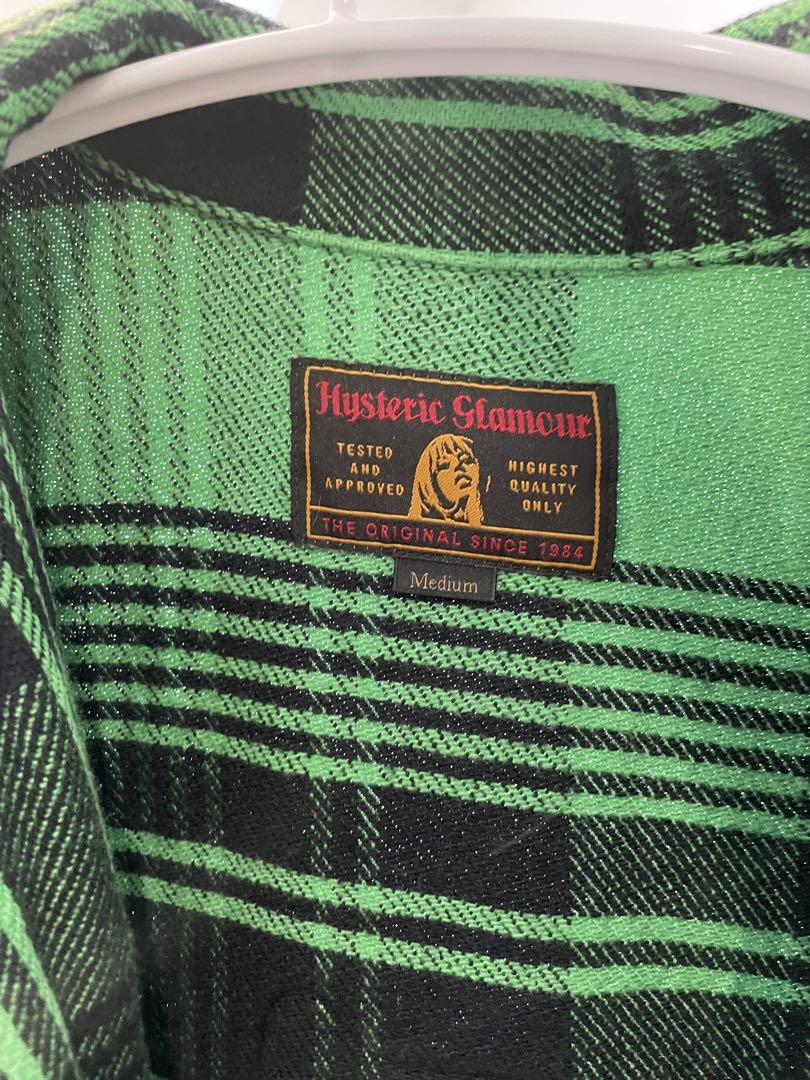 Hysteric Glamour
TESTED
AND
APPROVED
HIGHEST
QUALITY
ONLY
THE ORIGINAL SINCE 1984
Medium